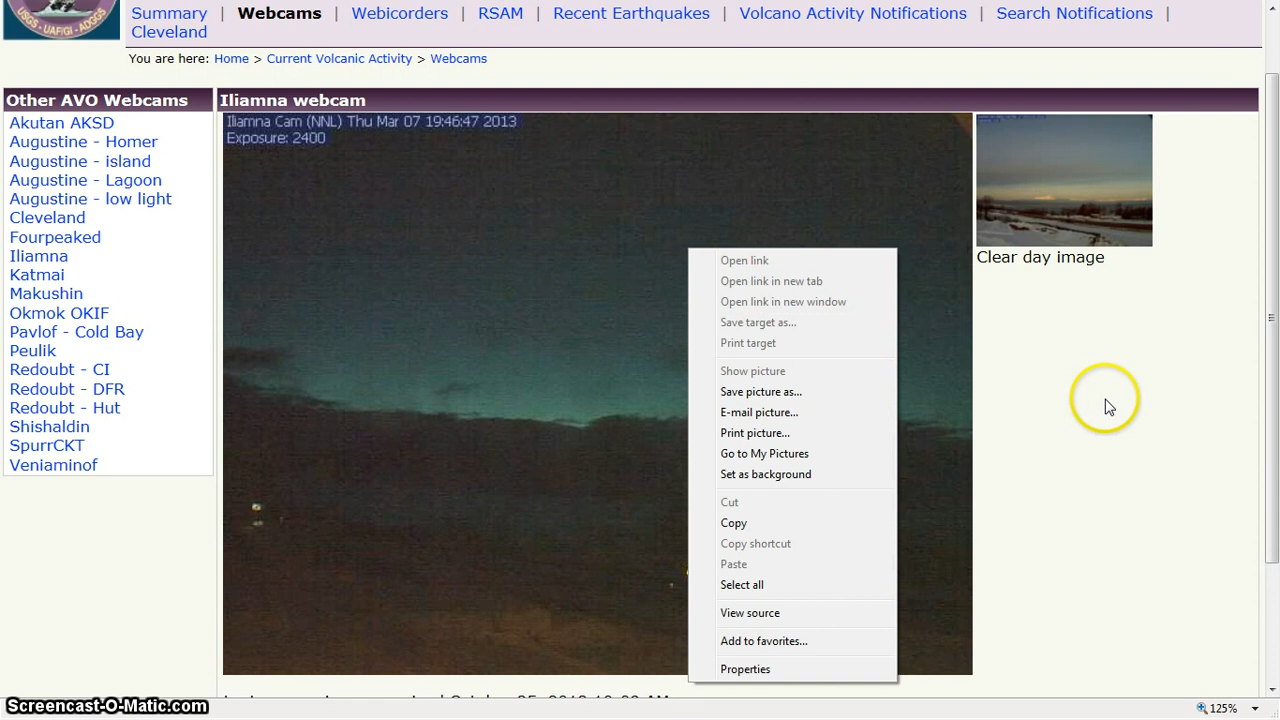 USGS - UAF/GI - ADGGS
Summary | Webcams | Webicorders | RSAM | Recent Earthquakes | Volcano Activity Notifications | Search Notifications |
Cleveland
You are here: Home > Current Volcanic Activity > Webcams
Other AVO Webcams
Akutan AKSD
Augustine - Homer
Augustine - island
Augustine - Lagoon
Augustine - low light
Cleveland
Fourpeaked
Iliamna
Katmai
Makushin
Okmok OKIF
Pavlof - Cold Bay
Peulik
Redoubt - CI
Redoubt - DFR
Redoubt - Hut
Shishaldin
SpurrCKT
Veniaminof
Iliamna webcam
Iliamna Cam (NNL) Thu Mar 07 19:46:47 2013
Exposure: 2400
Clear day image
Open link
Open link in new tab
Open link in new window
Save target as...
Print target
Show picture
Save picture as...
E-mail picture...
Print picture...
Go to My Pictures
Set as background
Cut
Copy
Copy shortcut
Paste
Select all
View source
Add to favorites...
Properties
Screencast-O-Matic.com
125%